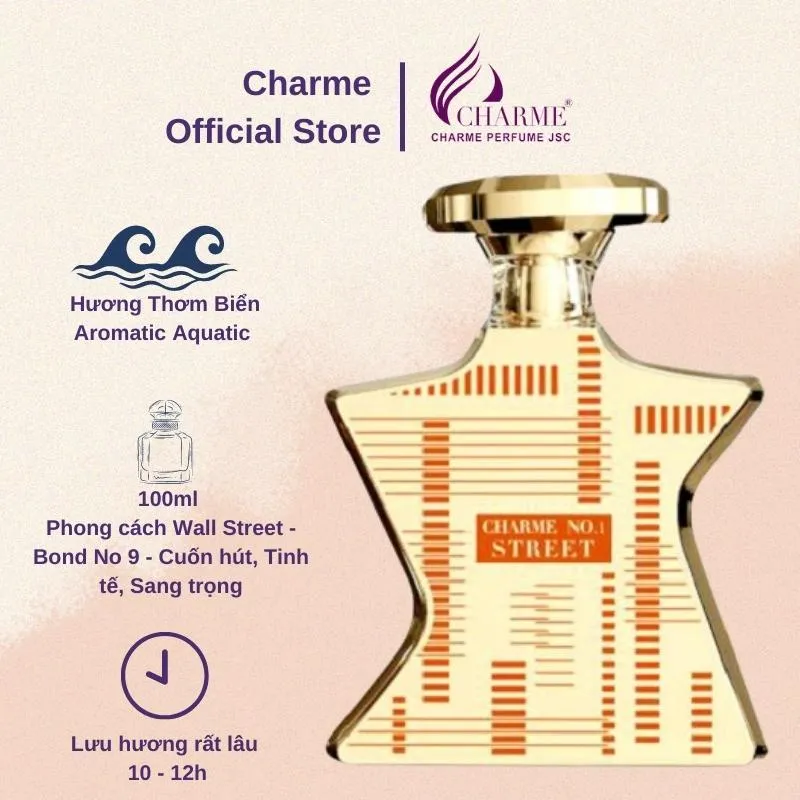 Charme
Official Store
CHARME®
CHARME PERFUME JSC
Hương Thơm Biển
Aromatic Aquatic
100ml
Phong cách Wall Street -
Bond No 9 - Cuốn hút, Tinh
tế, Sang trọng
CHARME NO.1
STREET
Lưu hương rất lâu
10 - 12h